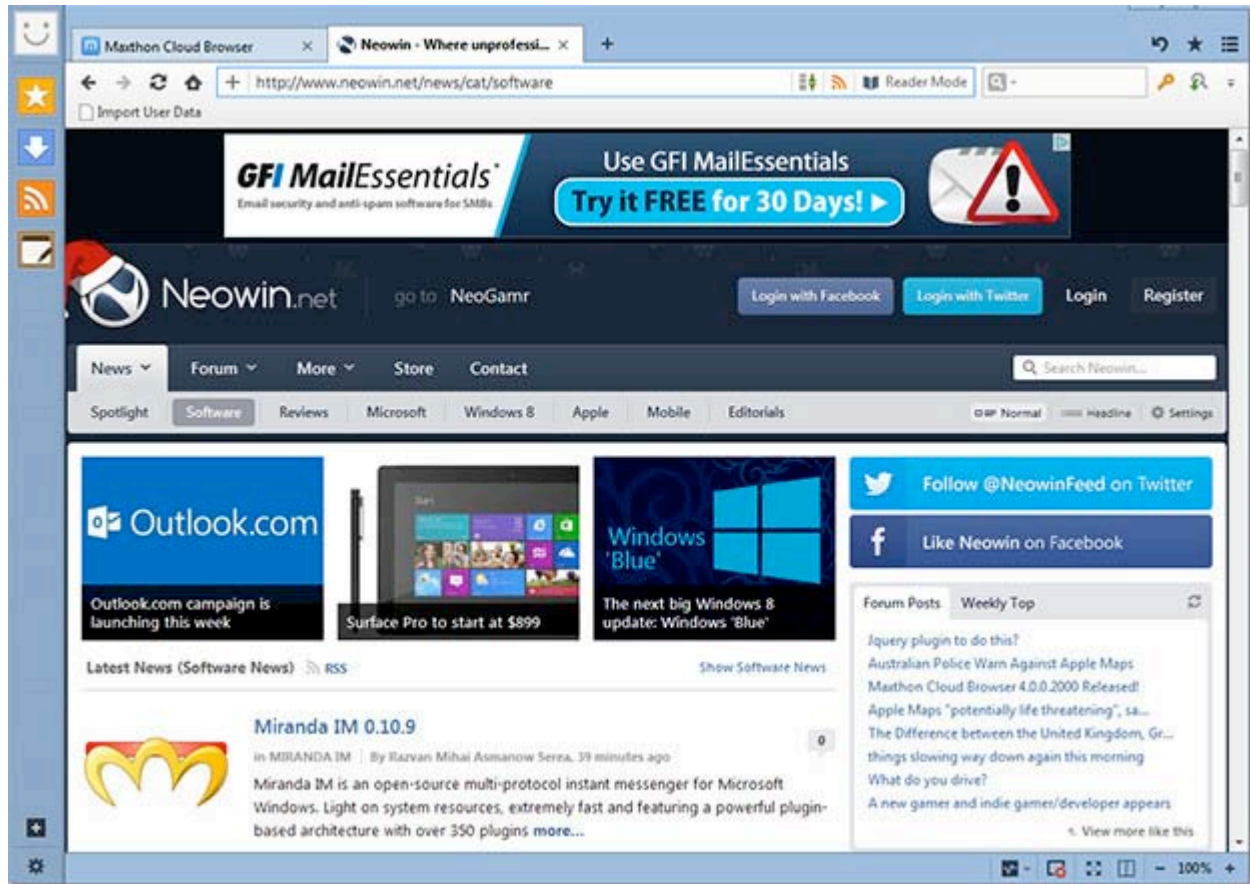 Maxthon Cloud Browser
Neowin - Where unprofessi...
http://www.neowin.net/news/cat/software
Reader Mode
Import User Data
GFI MailEssentials
Email security and anti-spam software for SMBs
Use GFI MailEssentials
Try it FREE for 30 Days!
Neowin.net
go to NeoGamr
Login with Facebook
Login with Twitter
Login
Register
News
Forum
More
Store
Contact
Search Neowin...
Spotlight
Software
Reviews
Microsoft
Windows 8
Apple
Mobile
Editorials
Normal
Headline
Settings
Outlook.com
Outlook.com campaign is
launching this week
Start
Surface Pro to start at $899
Windows
'Blue'
The next big Windows 8
update: Windows 'Blue'
Follow @NeowinFeed on Twitter
Like Neowin on Facebook
Forum Posts
Weekly Top
Jquery plugin to do this?
Australian Police Warn Against Apple Maps
Maxthon Cloud Browser 4.0.0.2000 Released!
Apple Maps "potentially life threatening", sa...
The Difference between the United Kingdom, Gr...
things slowing way down again this morning
What do you drive?
A new gamer and indie gamer/developer appears
View more like this
Latest News (Software News)
RSS
Show Software News
Miranda IM 0.10.9
0
in MIRANDA IM | By Razvan Mihai Asmanow Serea, 39 minutes ago
Miranda IM is an open-source multi-protocol instant messenger for Microsoft
Windows. Light on system resources, extremely fast and featuring a powerful plugin-
based architecture with over 350 plugins more...
100%